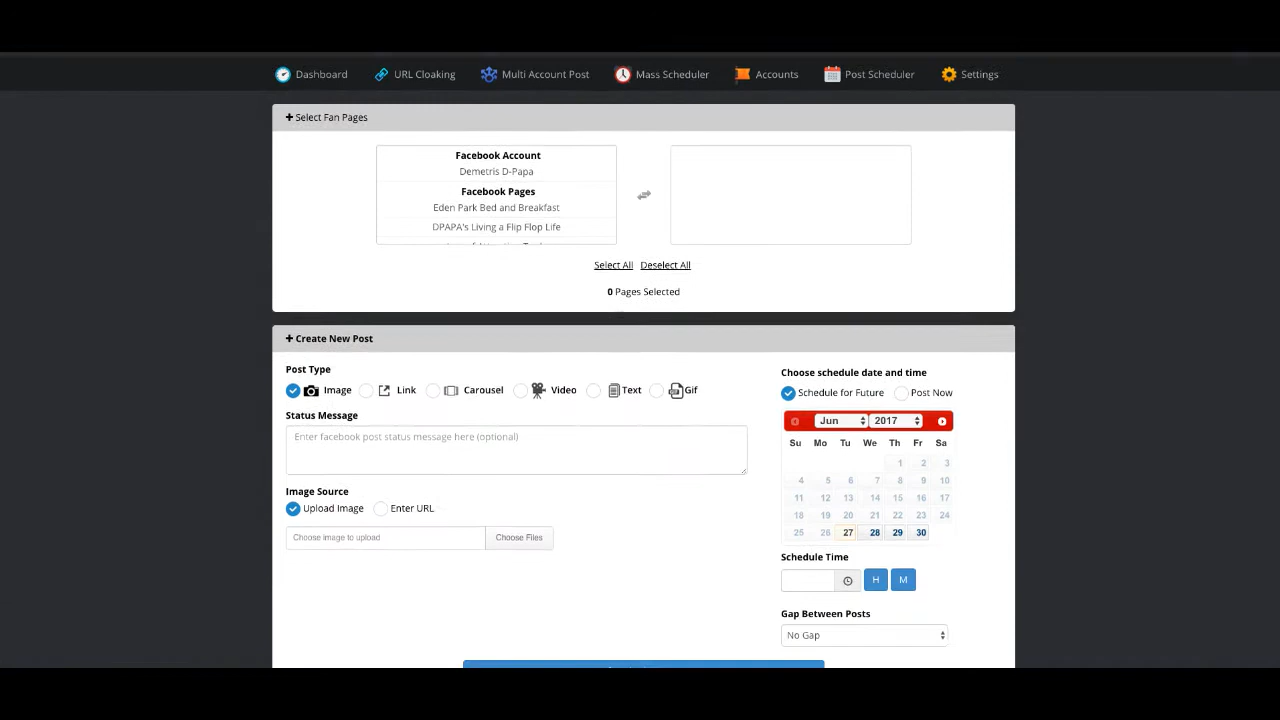 Dashboard URL Cloaking Multi Account Post Mass Scheduler Accounts Post Scheduler Settings
Select Fan Pages
Facebook Account
Demetris D-Papa
Facebook Pages
Eden Park Bed and Breakfast
DPAPA's Living a Flip Flop Life
Select All Deselect All
0 Pages Selected
Create New Post
Post Type
Image Link Carousel Video Text Gif
Status Message
Enter facebook post status message here (optional)
Image Source
Upload Image Enter URL
Choose image to upload Choose Files
Choose schedule date and time
Schedule for Future Post Now
Jun 2017
Su Mo Tu We Th Fr Sa
1 2 3
4 5 6 7 8 9 10
11 12 13 14 15 16 17
18 19 20 21 22 23 24
25 26 27 28 29 30
Schedule Time
H M
Gap Between Posts
No Gap